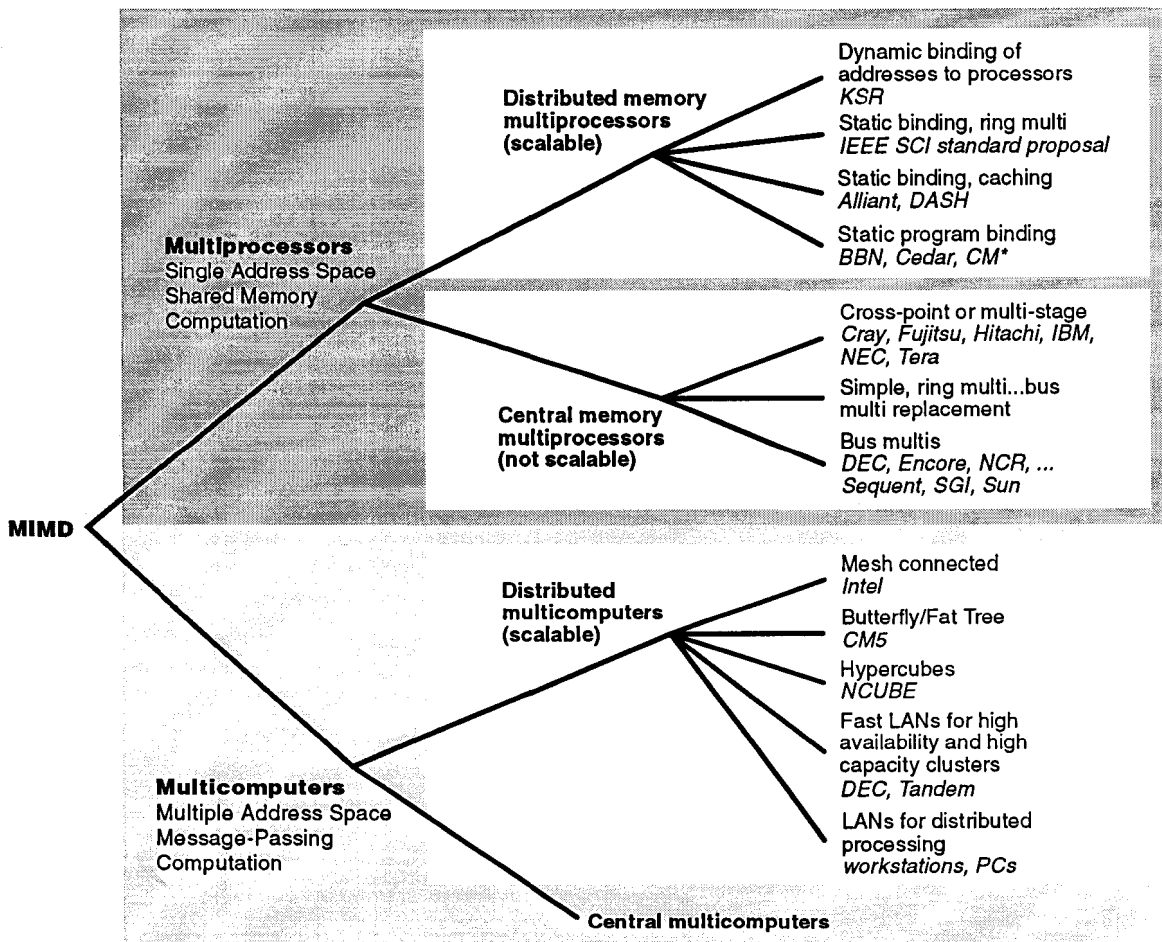 MIMD
Multiprocessors
Single Address Space
Shared Memory
Computation
Distributed memory
multiprocessors
(scalable)
Dynamic binding of
addresses to processors
KSR
Static binding, ring multi
IEEE SCI standard proposal
Static binding, caching
Alliant, DASH
Static program binding
BBN, Cedar, CM*
Central memory
multiprocessors
(not scalable)
Cross-point or multi-stage
Cray, Fujitsu, Hitachi, IBM,
NEC, Tera
Simple, ring multi...bus
multi replacement
Bus multis
DEC, Encore, NCR, ...
Sequent, SGI, Sun
Multicomputers
Multiple Address Space
Message-Passing
Computation
Distributed
multicomputers
(scalable)
Mesh connected
Intel
Butterfly/Fat Tree
CM5
Hypercubes
NCUBE
Fast LANs for high
availability and high
capacity clusters
DEC, Tandem
LANs for distributed
processing
workstations, PCs
Central multicomputers